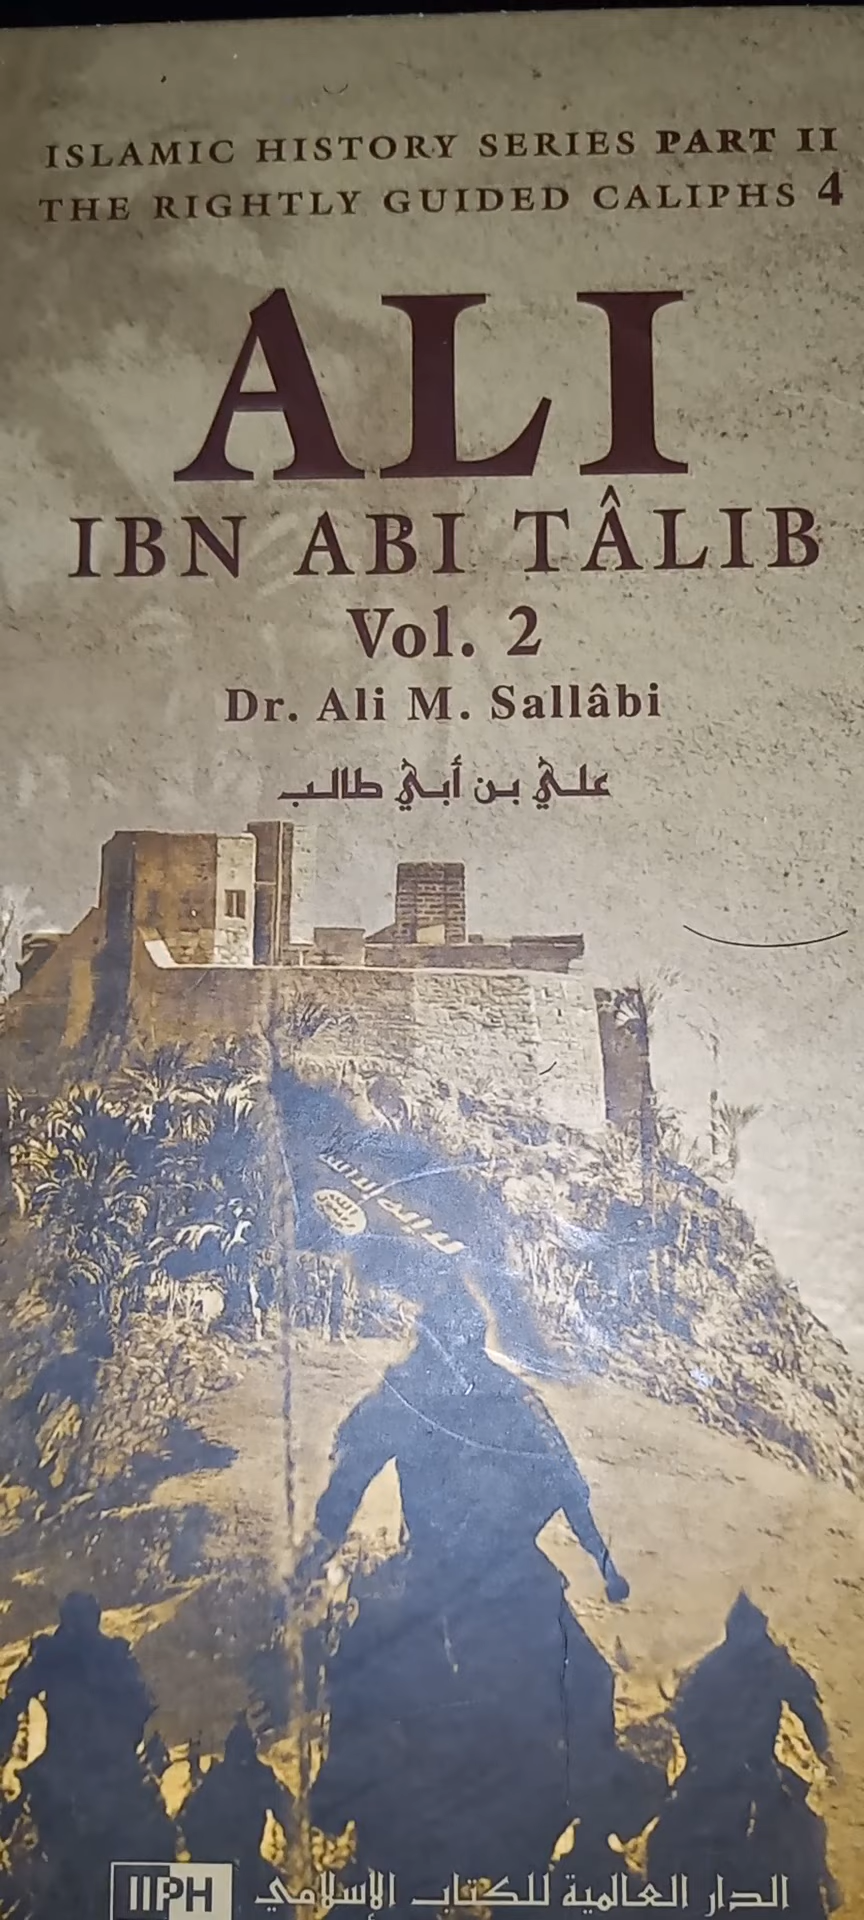 ISLAMIC HISTORY SERIES PART II
THE RIGHTLY GUIDED CALIPHS 4
ALI
IBN ABI TÂLIB
Vol. 2
Dr. Ali M. Sallâbi
علي بن أبي طالب
IIPH الدار العالمية للكتاب الإسلامي